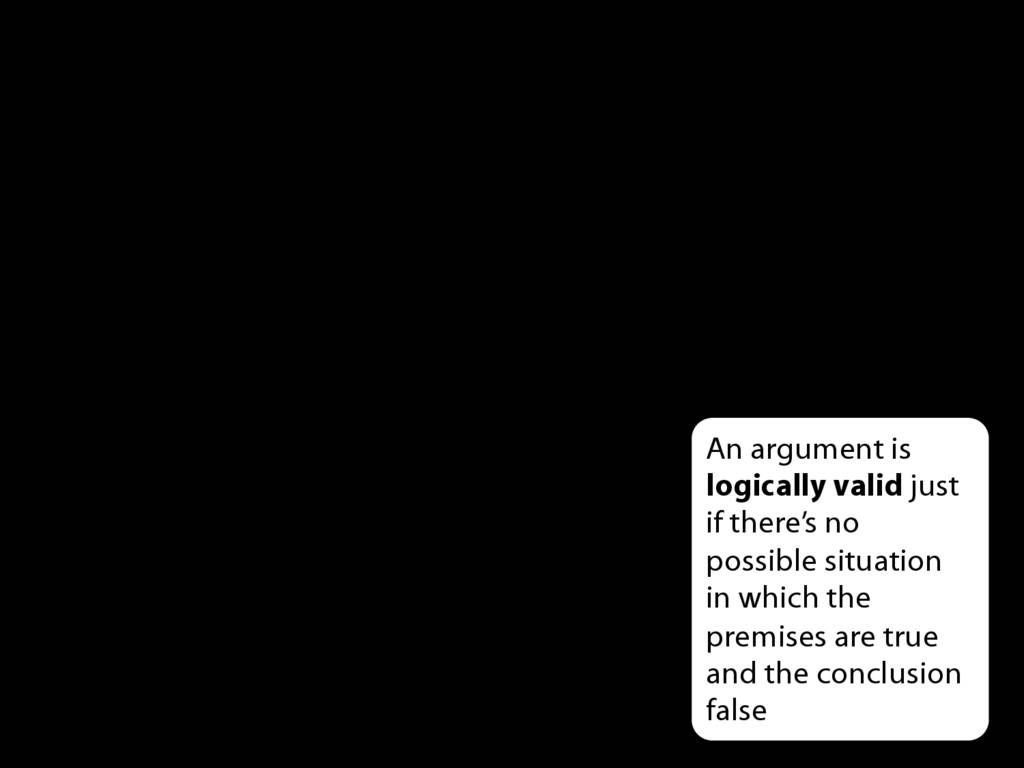 An argument is
logically valid just
if there’s no
possible situation
in which the
premises are true
and the conclusion
false